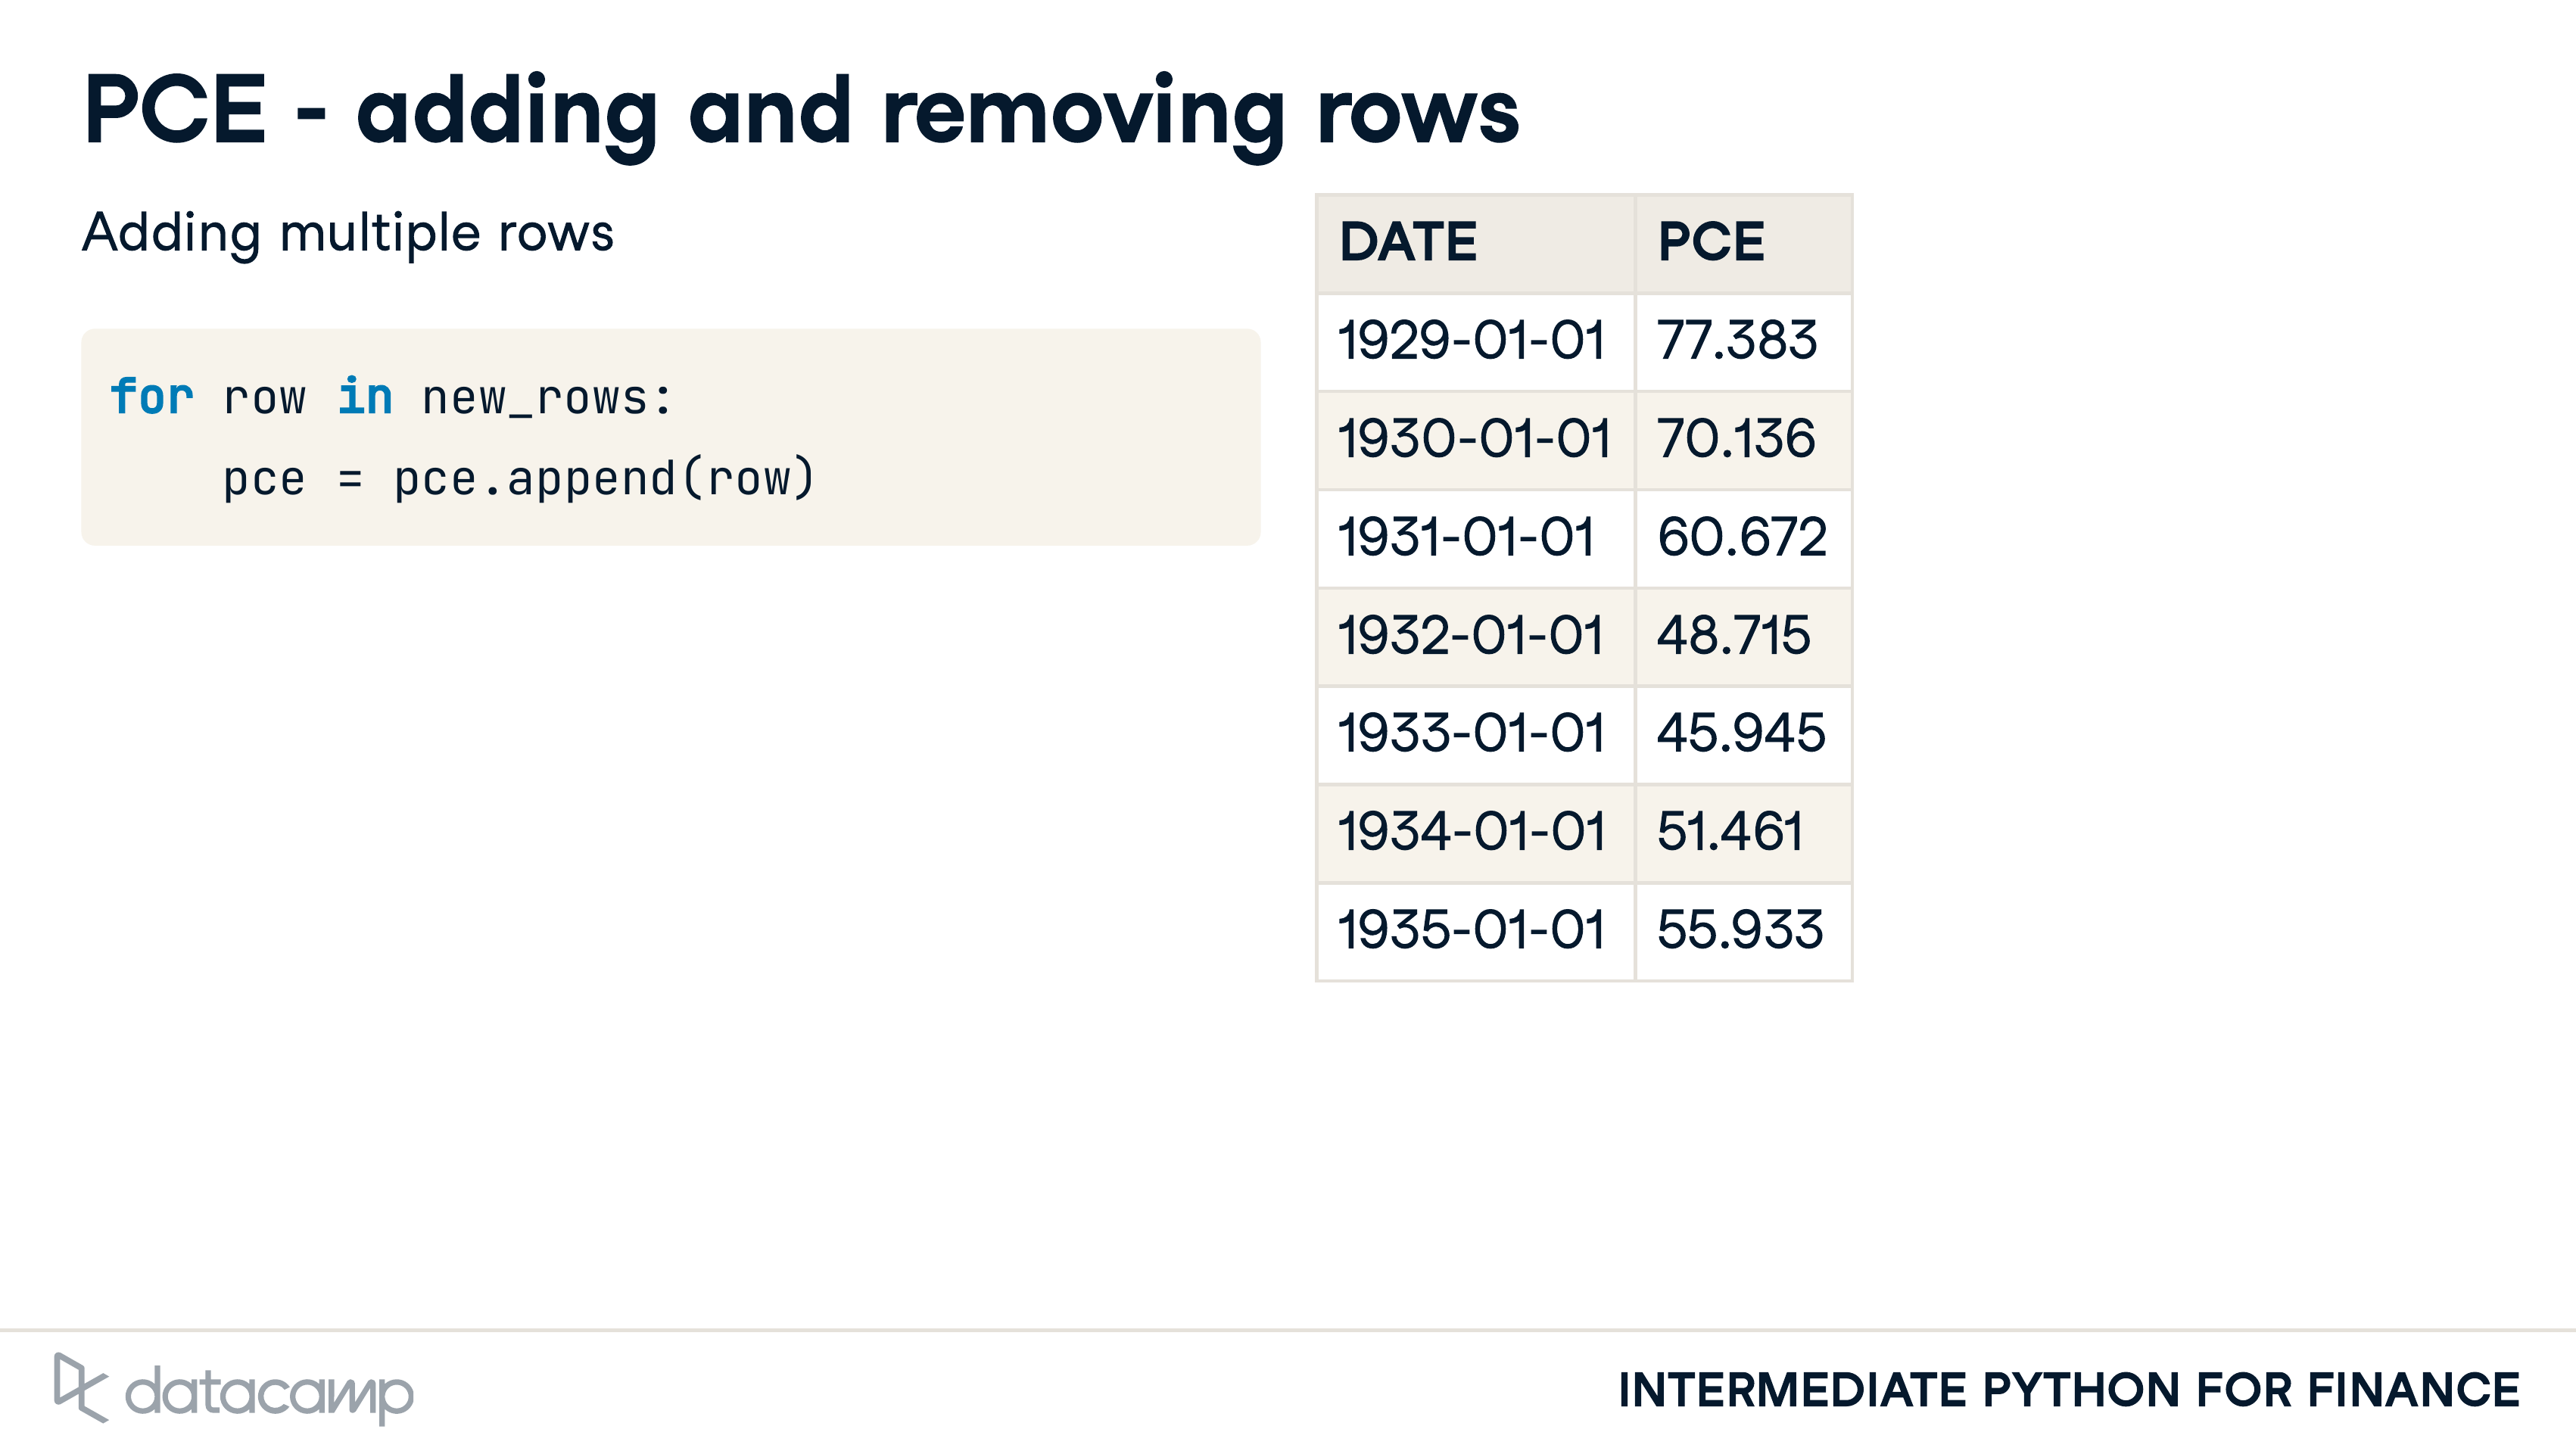 PCE - adding and removing rows
Adding multiple rows
for row in new_rows:
    pce = pce.append(row)
DATE PCE
1929-01-01 77.383
1930-01-01 70.136
1931-01-01 60.672
1932-01-01 48.715
1933-01-01 45.945
1934-01-01 51.461
1935-01-01 55.933
datacamp
INTERMEDIATE PYTHON FOR FINANCE